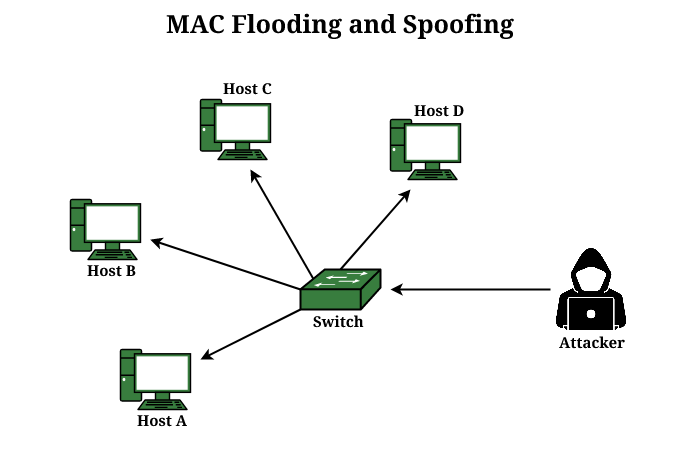 MAC Flooding and Spoofing
Host C
Host D
Host B
Switch
Attacker
Host A